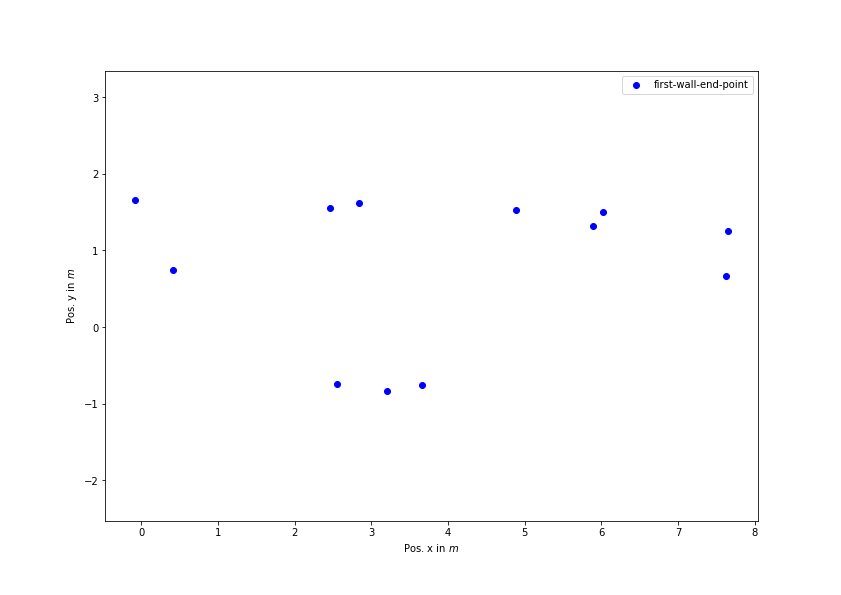 first-wall-end-point
3
2
1
0
−1
−2
Pos. y in m
0 1 2 3 4 5 6 7 8
Pos. x in m